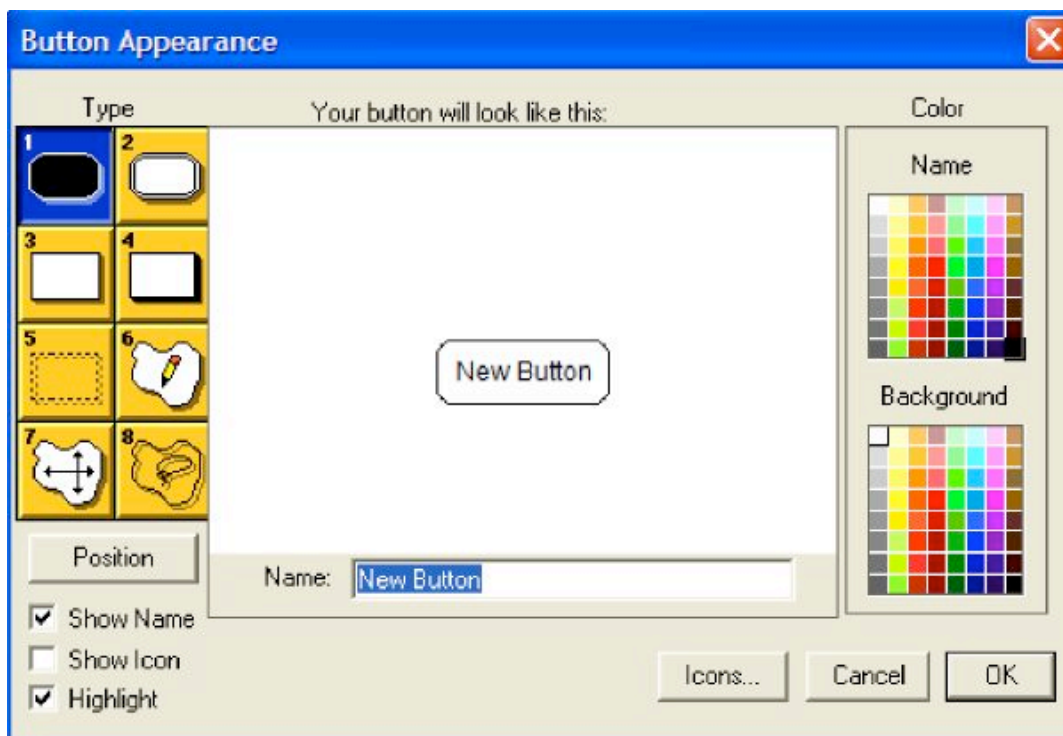 Button Appearance
Type
Your button will look like this:
Color
1
2
3
4
5
6
7
8
New Button
Name
Background
Position
Name:
New Button
Show Name
Show Icon
Highlight
Icons...
Cancel
OK